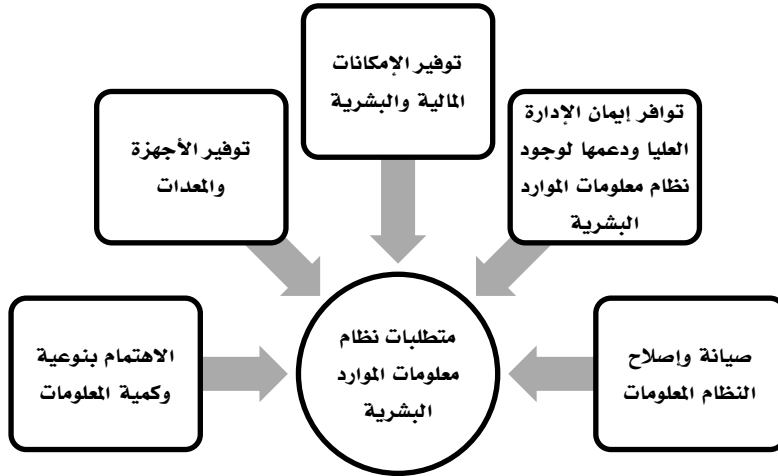 توفير الإمكانات
المالية والبشرية
توافر إيمان الإدارة
العليا ودعمها لوجود
نظام معلومات الموارد
البشرية
توفير الأجهزة
والمعدات
صيانة وإصلاح
النظام المعلومات
متطلبات نظام
معلومات الموارد
البشرية
الاهتمام بنوعية
وكمية المعلومات